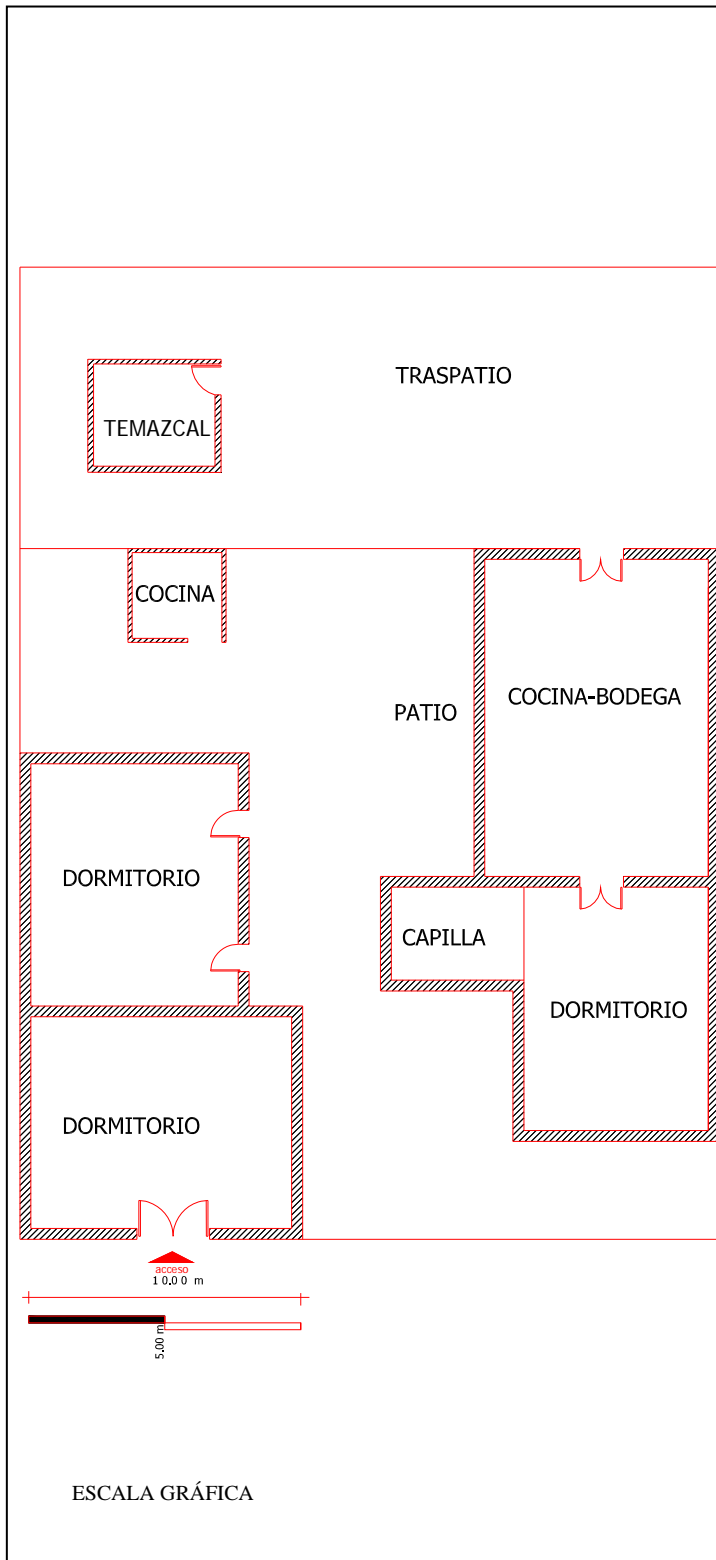 TRASPATIO
TEMAZCAL
COCINA
COCINA-BODEGA
PATIO
DORMITORIO
CAPILLA
DORMITORIO
DORMITORIO
acceso
10.00 m
5.00 m
ESCALA GRÁFICA